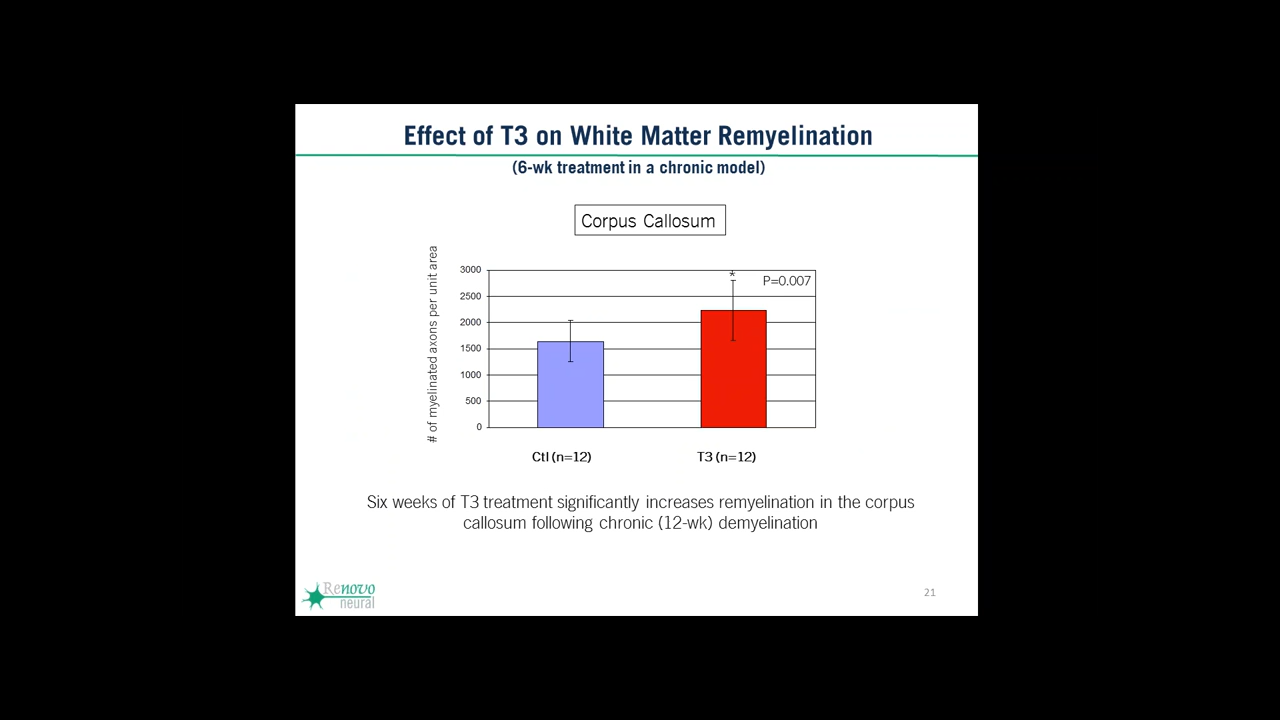 Effect of T3 on White Matter Remyelination
(6-wk treatment in a chronic model)
Corpus Callosum
# of myelinated axons per unit area
3000
2500
2000
1500
1000
500
0
*
P=0.007
Ctl (n=12)
T3 (n=12)
Six weeks of T3 treatment significantly increases remyelination in the corpus
callosum following chronic (12-wk) demyelination
Renovo
neural
21